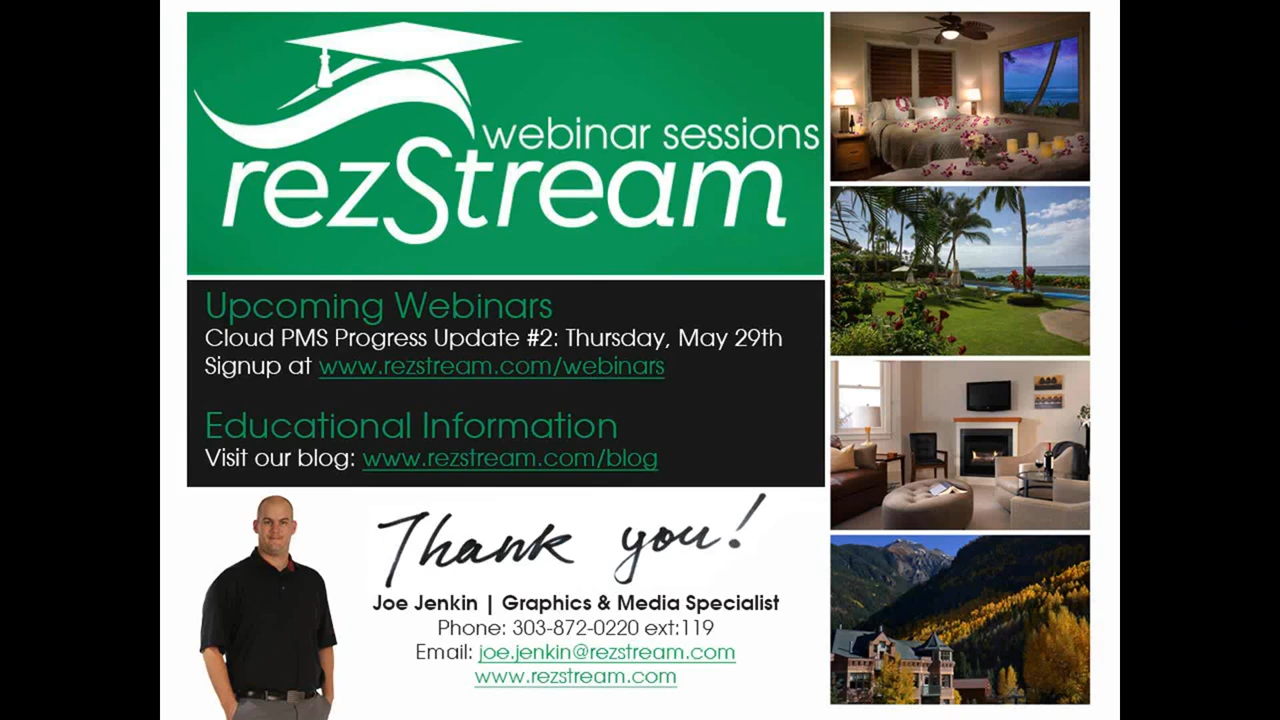 webinar sessions
rezStream
Upcoming Webinars
Cloud PMS Progress Update #2: Thursday, May 29th
Signup at www.rezstream.com/webinars
Educational Information
Visit our blog: www.rezstream.com/blog
Thank you!
Joe Jenkin | Graphics & Media Specialist
Phone: 303-872-0220 ext:119
Email: joe.jenkin@rezstream.com
www.rezstream.com